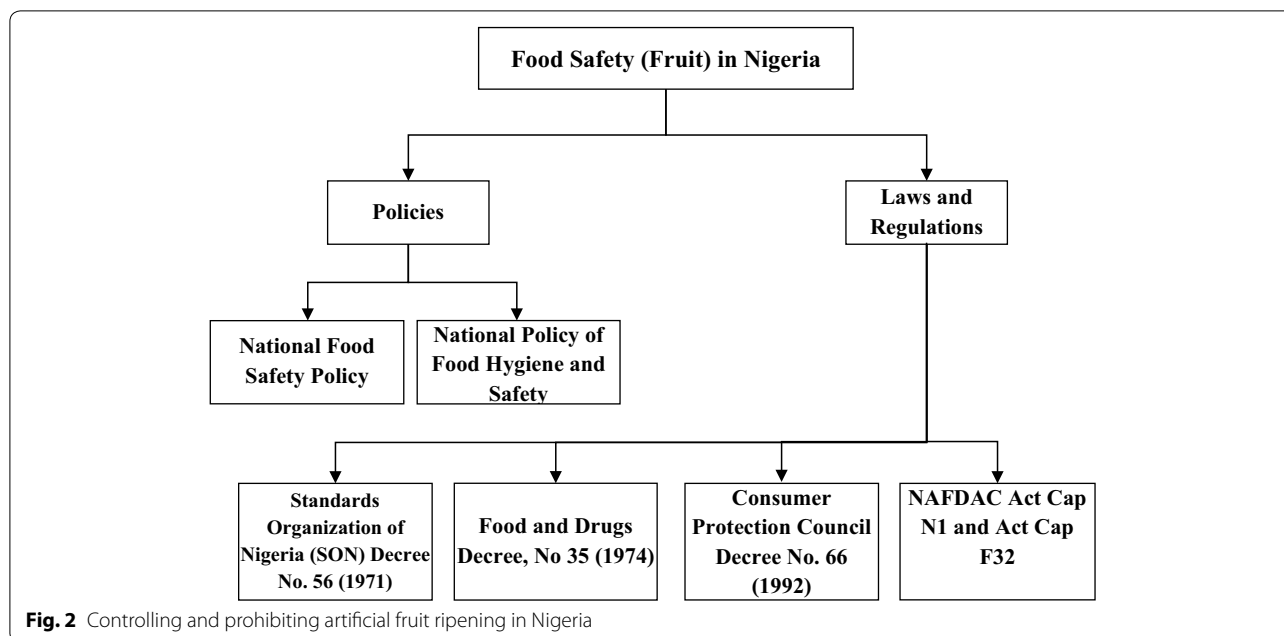 Food Safety (Fruit) in Nigeria
Policies
Laws and
Regulations
National Food
Safety Policy
National Policy of
Food Hygiene and
Safety
Standards
Organization of
Nigeria (SON) Decree
No. 56 (1971)
Food and Drugs
Decree, No 35 (1974)
Consumer
Protection Council
Decree No. 66
(1992)
NAFDAC Act Cap
N1 and Act Cap
F32
Fig. 2 Controlling and prohibiting artificial fruit ripening in Nigeria